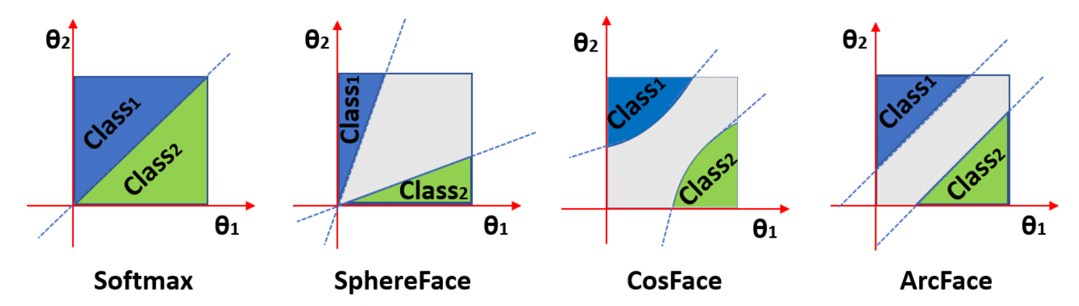 θ2
Class1
Class2
θ1
Softmax
θ2
Class1
Class2
θ1
SphereFace
θ2
Class1
Class2
θ1
CosFace
θ2
Class1
Class2
θ1
ArcFace